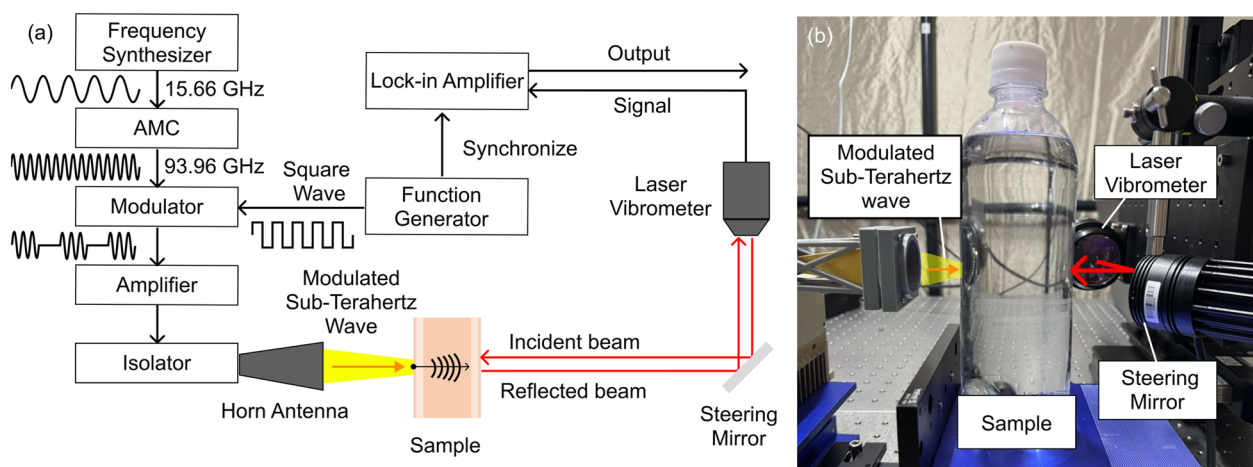 (a)
Frequency
Synthesizer
15.66 GHz
AMC
93.96 GHz
Modulator
Square
Wave
Function
Generator
Synchronize
Lock-in Amplifier
Output
Signal
Laser
Vibrometer
Amplifier
Isolator
Modulated
Sub-Terahertz
Wave
Horn Antenna
Sample
Incident beam
Reflected beam
Steering
Mirror
(b)
Modulated
Sub-Terahertz
wave
Laser
Vibrometer
Steering
Mirror
Sample